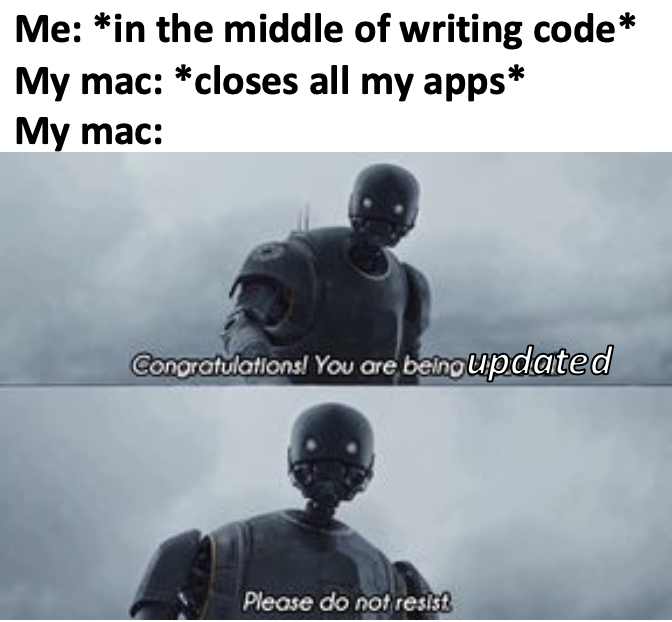 Me: *in the middle of writing code*
My mac: *closes all my apps*
My mac:
Congratulations! You are being updated
Please do not resist